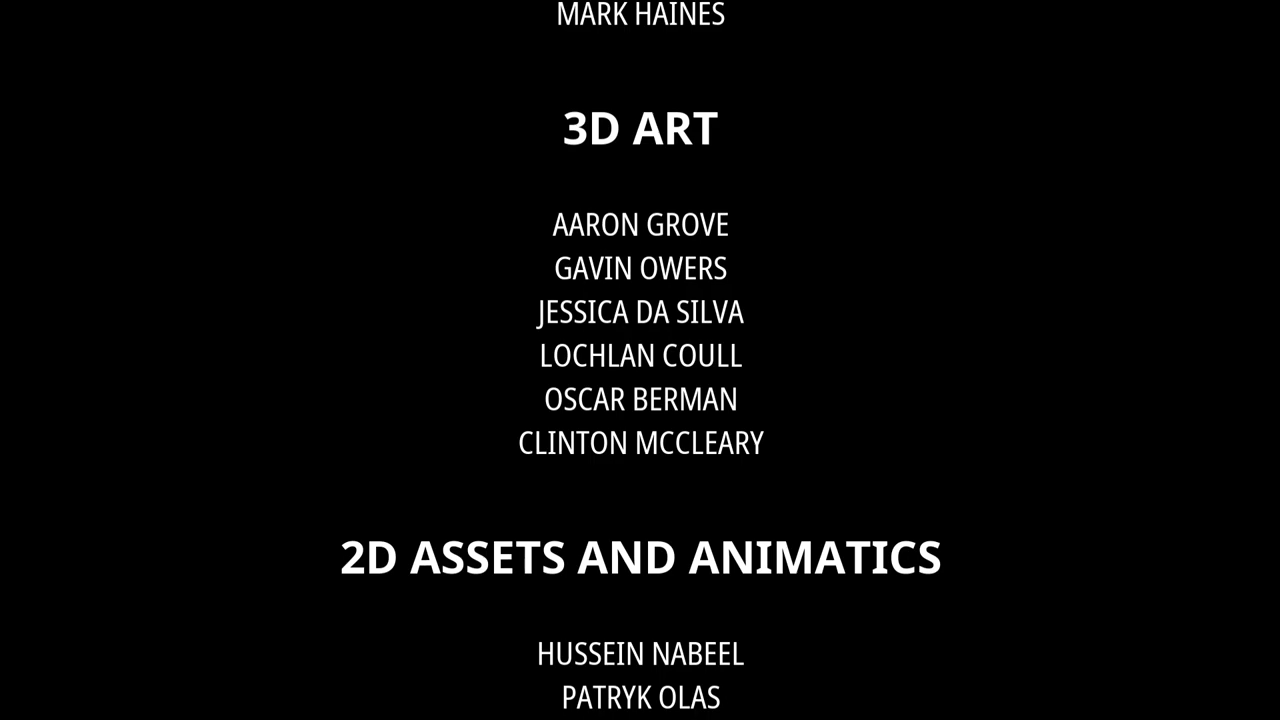 MARK HAINES
3D ART
AARON GROVE
GAVIN OWERS
JESSICA DA SILVA
LOCHLAN COULL
OSCAR BERMAN
CLINTON MCCLEARY
2D ASSETS AND ANIMATICS
HUSSEIN NABEEL
PATRYK OLAS